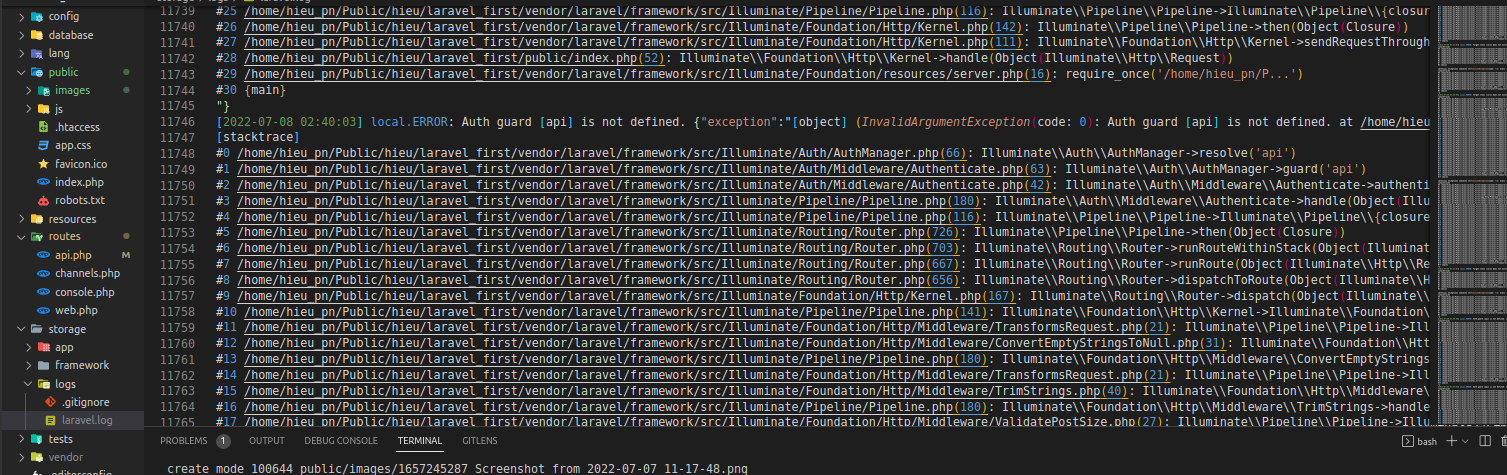 config
database
lang
public
images
js
.htaccess
app.css
favicon.ico
index.php
robots.txt
resources
routes
api.php M
channels.php
console.php
web.php
storage
app
framework
logs
.gitignore
laravel.log
tests
vendor
.editorconfig
11739 #25 /home/hieu_pn/Public/hieu/laravel_first/vendor/laravel/framework/src/Illuminate/Pipeline/Pipeline.php(116): Illuminate\\Pipeline\\Pipeline->Illuminate\\Pipeline\\{closur
11740 #26 /home/hieu_pn/Public/hieu/laravel_first/vendor/laravel/framework/src/Illuminate/Foundation/Http/Kernel.php(142): Illuminate\\Pipeline\\Pipeline->then(Object(Closure))
11741 #27 /home/hieu_pn/Public/hieu/laravel_first/vendor/laravel/framework/src/Illuminate/Foundation/Http/Kernel.php(111): Illuminate\\Foundation\\Http\\Kernel->sendRequestThrough
11742 #28 /home/hieu_pn/Public/hieu/laravel_first/public/index.php(52): Illuminate\\Foundation\\Http\\Kernel->handle(Object(Illuminate\\Http\\Request))
11743 #29 /home/hieu_pn/Public/hieu/laravel_first/vendor/laravel/framework/src/Illuminate/Foundation/resources/server.php(16): require_once('/home/hieu_pn/P...')
11744 #30 {main}
11745 "}
11746 [2022-07-08 02:40:03] local.ERROR: Auth guard [api] is not defined. {"exception":"[object] (InvalidArgumentException(code: 0): Auth guard [api] is not defined. at /home/hieu
11747 [stacktrace]
11748 #0 /home/hieu_pn/Public/hieu/laravel_first/vendor/laravel/framework/src/Illuminate/Auth/AuthManager.php(66): Illuminate\\Auth\\AuthManager->resolve('api')
11749 #1 /home/hieu_pn/Public/hieu/laravel_first/vendor/laravel/framework/src/Illuminate/Auth/Middleware/Authenticate.php(63): Illuminate\\Auth\\AuthManager->guard('api')
11750 #2 /home/hieu_pn/Public/hieu/laravel_first/vendor/laravel/framework/src/Illuminate/Auth/Middleware/Authenticate.php(42): Illuminate\\Auth\\Middleware\\Authenticate->authenti
11751 #3 /home/hieu_pn/Public/hieu/laravel_first/vendor/laravel/framework/src/Illuminate/Pipeline/Pipeline.php(180): Illuminate\\Auth\\Middleware\\Authenticate->handle(Object(Illu
11752 #4 /home/hieu_pn/Public/hieu/laravel_first/vendor/laravel/framework/src/Illuminate/Pipeline/Pipeline.php(116): Illuminate\\Pipeline\\Pipeline->Illuminate\\Pipeline\\{closure
11753 #5 /home/hieu_pn/Public/hieu/laravel_first/vendor/laravel/framework/src/Illuminate/Routing/Router.php(726): Illuminate\\Pipeline\\Pipeline->then(Object(Closure))
11754 #6 /home/hieu_pn/Public/hieu/laravel_first/vendor/laravel/framework/src/Illuminate/Routing/Router.php(703): Illuminate\\Routing\\Router->runRouteWithinStack(Object(Illuminat
11755 #7 /home/hieu_pn/Public/hieu/laravel_first/vendor/laravel/framework/src/Illuminate/Routing/Router.php(667): Illuminate\\Routing\\Router->runRoute(Object(Illuminate\\Http\\Re
11756 #8 /home/hieu_pn/Public/hieu/laravel_first/vendor/laravel/framework/src/Illuminate/Routing/Router.php(656): Illuminate\\Routing\\Router->dispatchToRoute(Object(Illuminate\\H
11757 #9 /home/hieu_pn/Public/hieu/laravel_first/vendor/laravel/framework/src/Illuminate/Foundation/Http/Kernel.php(167): Illuminate\\Routing\\Router->dispatch(Object(Illuminate\\
11758 #10 /home/hieu_pn/Public/hieu/laravel_first/vendor/laravel/framework/src/Illuminate/Pipeline/Pipeline.php(141): Illuminate\\Foundation\\Http\\Kernel->Illuminate\\Foundation\
11759 #11 /home/hieu_pn/Public/hieu/laravel_first/vendor/laravel/framework/src/Illuminate/Foundation/Http/Middleware/TransformsRequest.php(21): Illuminate\\Pipeline\\Pipeline->Ill
11760 #12 /home/hieu_pn/Public/hieu/laravel_first/vendor/laravel/framework/src/Illuminate/Foundation/Http/Middleware/ConvertEmptyStringsToNull.php(31): Illuminate\\Foundation\\Htt
11761 #13 /home/hieu_pn/Public/hieu/laravel_first/vendor/laravel/framework/src/Illuminate/Pipeline/Pipeline.php(180): Illuminate\\Foundation\\Http\\Middleware\\ConvertEmptyStrings
11762 #14 /home/hieu_pn/Public/hieu/laravel_first/vendor/laravel/framework/src/Illuminate/Foundation/Http/Middleware/TransformsRequest.php(21): Illuminate\\Pipeline\\Pipeline->Ill
11763 #15 /home/hieu_pn/Public/hieu/laravel_first/vendor/laravel/framework/src/Illuminate/Foundation/Http/Middleware/TrimStrings.php(40): Illuminate\\Foundation\\Http\\Middleware\
11764 #16 /home/hieu_pn/Public/hieu/laravel_first/vendor/laravel/framework/src/Illuminate/Pipeline/Pipeline.php(180): Illuminate\\Foundation\\Http\\Middleware\\TrimStrings->handle
11765 #17 /home/hieu_pn/Public/hieu/laravel_first/vendor/laravel/framework/src/Illuminate/Foundation/Http/Middleware/ValidatePostSize.php(27): Illuminate\\Pipeline\\Pipeline->Illu
PROBLEMS 1 OUTPUT DEBUG CONSOLE TERMINAL GITLENS bash
create mode 100644 public/images/1657245287 Screenshot from 2022-07-07 11-17-48.png